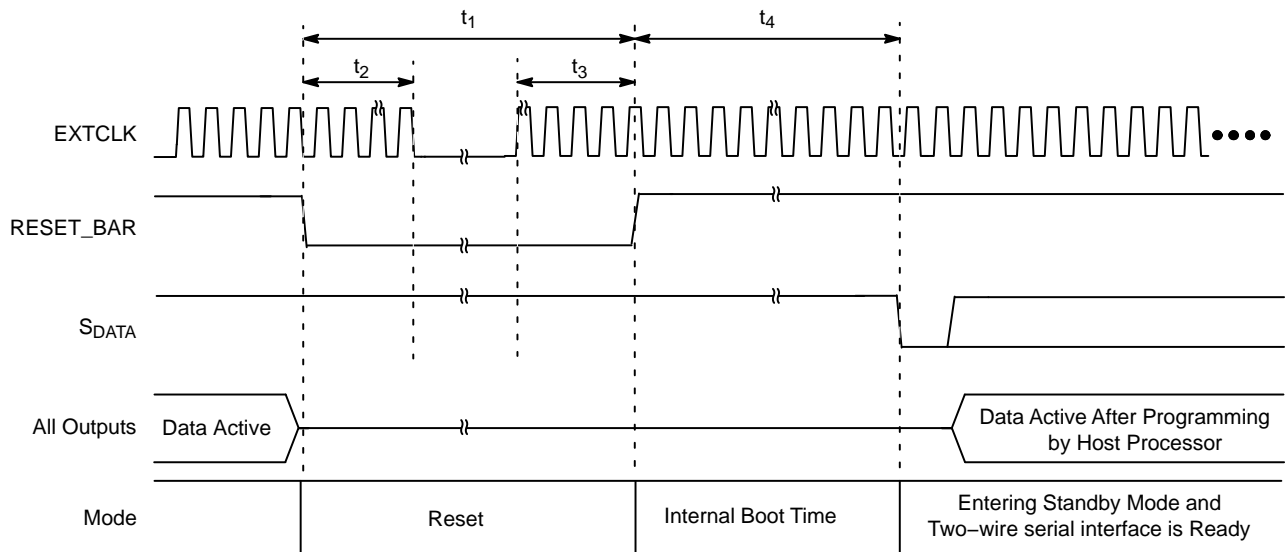 t1
t4
t2
t3
EXTCLK
RESET_BAR
SDATA
All Outputs
Data Active
Data Active After Programming
by Host Processor
Mode
Reset
Internal Boot Time
Entering Standby Mode and
Two−wire serial interface is Ready